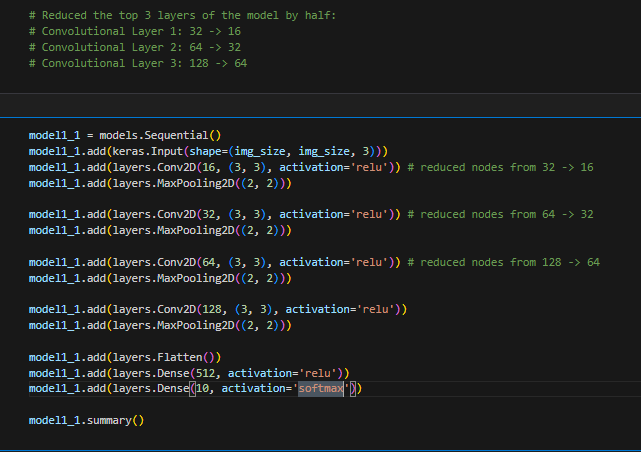 # Reduced the top 3 layers of the model by half:
# Convolutional Layer 1: 32 -> 16
# Convolutional Layer 2: 64 -> 32
# Convolutional Layer 3: 128 -> 64
model1_1 = models.Sequential()
model1_1.add(keras.Input(shape=(img_size, img_size, 3)))
model1_1.add(layers.Conv2D(16, (3, 3), activation='relu')) # reduced nodes from 32 -> 16
model1_1.add(layers.MaxPooling2D((2, 2)))
model1_1.add(layers.Conv2D(32, (3, 3), activation='relu')) # reduced nodes from 64 -> 32
model1_1.add(layers.MaxPooling2D((2, 2)))
model1_1.add(layers.Conv2D(64, (3, 3), activation='relu')) # reduced nodes from 128 -> 64
model1_1.add(layers.MaxPooling2D((2, 2)))
model1_1.add(layers.Conv2D(128, (3, 3), activation='relu'))
model1_1.add(layers.MaxPooling2D((2, 2)))
model1_1.add(layers.Flatten())
model1_1.add(layers.Dense(512, activation='relu'))
model1_1.add(layers.Dense(10, activation='softmax'))
model1_1.summary()